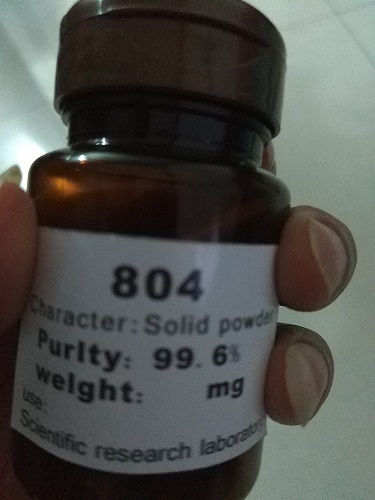 804
Character: Solid powder
Purity: 99.6%
weight: mg
use:
Scientific research laboratory